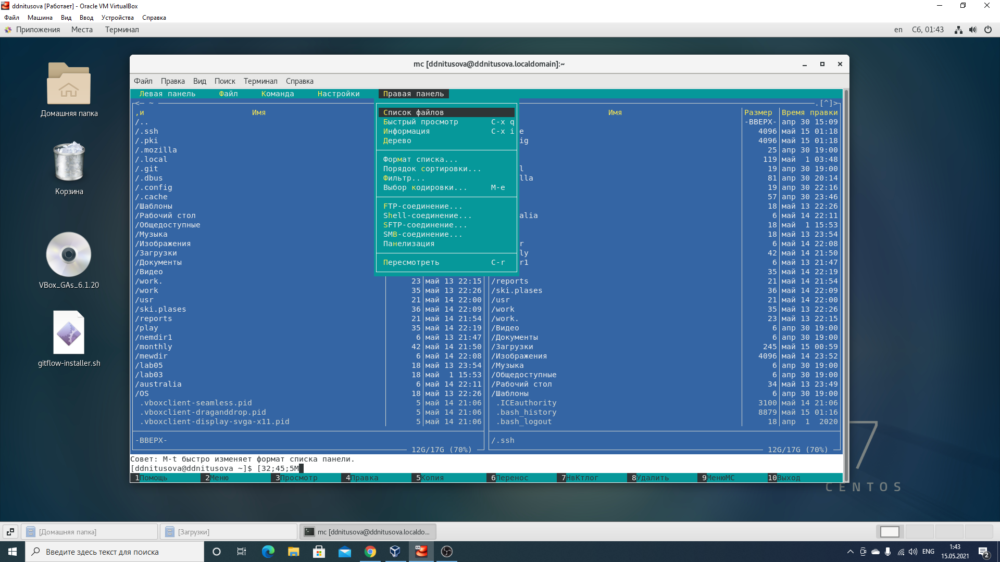 ddnitusova [Работает] - Oracle VM VirtualBox
Файл Машина Вид Ввод Устройства Справка
Приложения Места Терминал en Сб, 01:43
mc [ddnitusova@ddnitusova.localdomain]:~
Файл Правка Вид Поиск Терминал Справка
Левая панель Файл Команда Настройки Правая панель
<— ~ .[^]>
,и Имя Список файлов Имя Размер Время правки
/.. Быстрый просмотр C-x q -ВВЕРХ- апр 30 15:09
/.ssh Информация C-x i e 4096 май 15 01:18
/.pki Дерево ig 4096 май 15 01:18
/.mozilla 25 апр 30 19:00
/.local Формат списка... 119 май 1 03:48
/.git Порядок сортировки... l 19 апр 30 19:00
/.dbus Фильтр... lla 81 апр 30 20:14
/.config Выбор кодировки... M-e 19 апр 30 22:16
/.cache 57 апр 30 23:46
/Шаблоны FTP-соединение... 18 май 13 22:26
/Рабочий стол Shell-соединение... alia 6 май 14 22:11
/Общедоступные SFTP-соединение... 18 май 1 15:53
/Музыка SMB-соединение... 18 май 13 23:54
/Изображения Панелизация r 6 май 14 22:08
/Загрузки ly 42 май 14 21:50
/Документы Пересмотреть C-r r1 6 май 13 21:47
/Видео 35 май 14 22:19
/work. 23 май 13 22:15 /reports 21 май 14 21:54
/work 35 май 13 22:26 /ski.plases 36 май 14 22:09
/usr 21 май 14 22:00 /usr 21 май 14 22:00
/ski.plases 36 май 14 22:09 /work 35 май 13 22:26
/reports 21 май 14 21:54 /work. 23 май 13 22:15
/play 35 май 14 22:19 /Видео 6 апр 30 19:00
/nemdir1 6 май 13 21:47 /Документы 6 апр 30 19:00
/monthly 42 май 14 21:50 /Загрузки 245 май 15 00:59
/mewdir 6 май 14 22:08 /Изображения 4096 май 14 23:52
/lab05 18 май 13 23:54 /Музыка 6 апр 30 19:00
/lab03 18 май 1 15:53 /Общедоступные 6 апр 30 19:00
/australia 6 май 14 22:11 /Рабочий стол 34 май 13 23:49
/OS 18 май 13 22:26 /Шаблоны 6 апр 30 19:00
.vboxclient-seamless.pid 5 май 14 21:06 .ICEauthority 3100 май 14 21:06
.vboxclient-draganddrop.pid 5 май 14 21:06 .bash_history 8879 май 15 01:16
.vboxclient-display-svga-x11.pid 5 май 14 21:06 .bash_logout 18 апр 1 2020
-ВВЕРХ- /.ssh
12G/17G (70%) 12G/17G (70%)
Совет: M-t быстро изменяет формат списка панели.
[ddnitusova@ddnitusova ~]$ [32;45;5M
1Помощь 2Меню 3Просмотр 4Правка 5Копия 6Перенос 7НвКтлог 8Удалить 9МенюMC 10Выход
Домашняя папка
Корзина
VBox_GAs_6.1.20
gitflow-installer.sh
7
CENTOS
[Домашняя папка] [Загрузки] mc [ddnitusova@ddnitusova.localdo...
Введите здесь текст для поиска ENG 1:43
15.05.2021 2